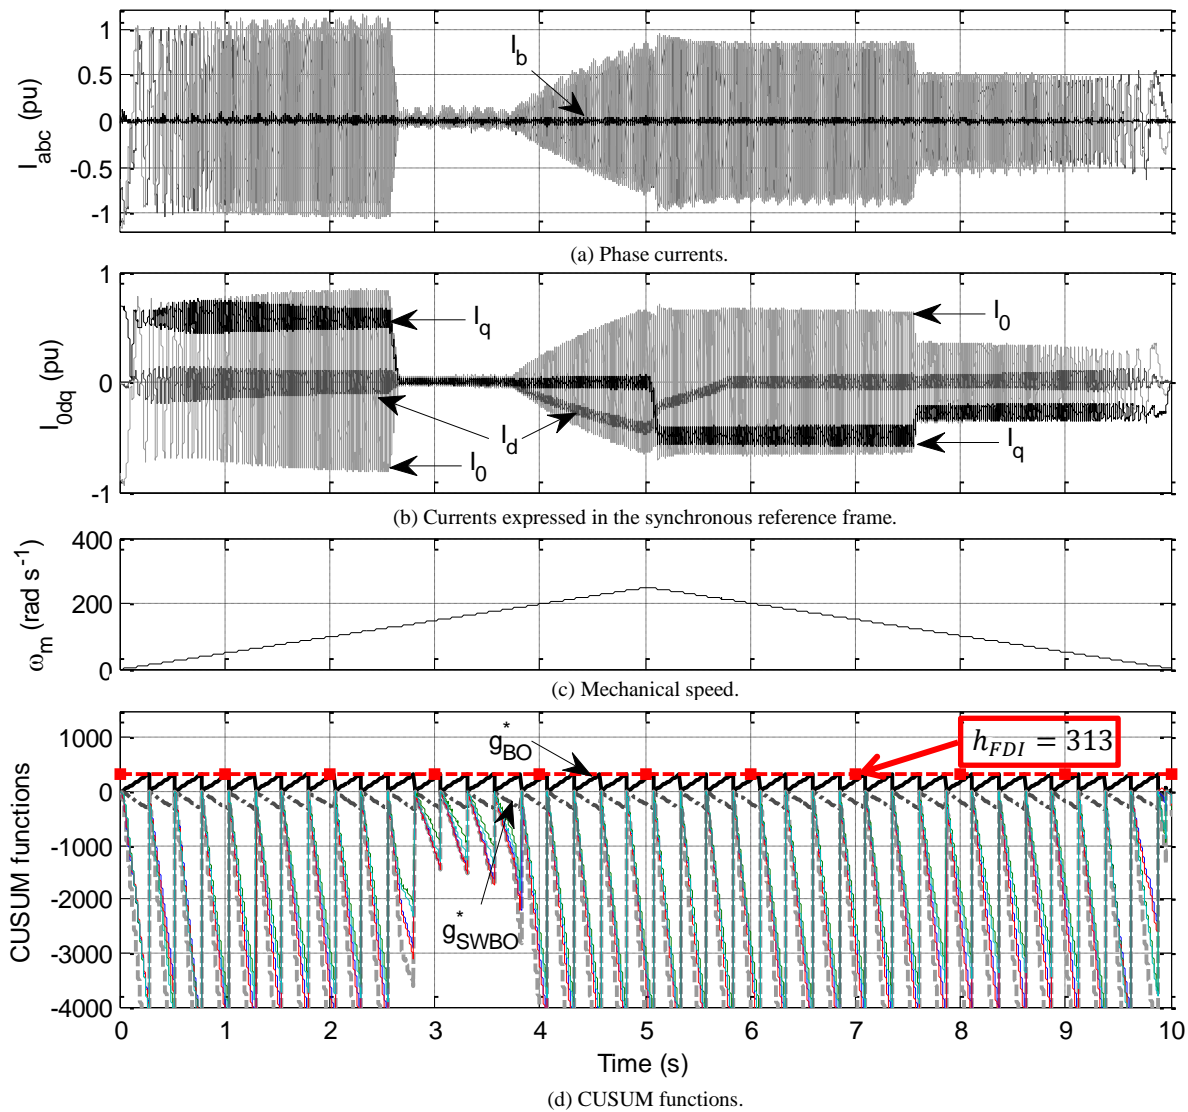 1
0.5
0
-0.5
-1
I_abc (pu)
I_b
(a) Phase currents.
1
0
-1
I_0dq (pu)
I_q
I_0
I_d
I_0
I_q
(b) Currents expressed in the synchronous reference frame.
400
200
0
ω_m (rad s^-1)
(c) Mechanical speed.
1000
0
-1000
-2000
-3000
-4000
CUSUM functions
g*_BO
h_FDI = 313
g*_SWBO
0 1 2 3 4 5 6 7 8 9 10
Time (s)
(d) CUSUM functions.